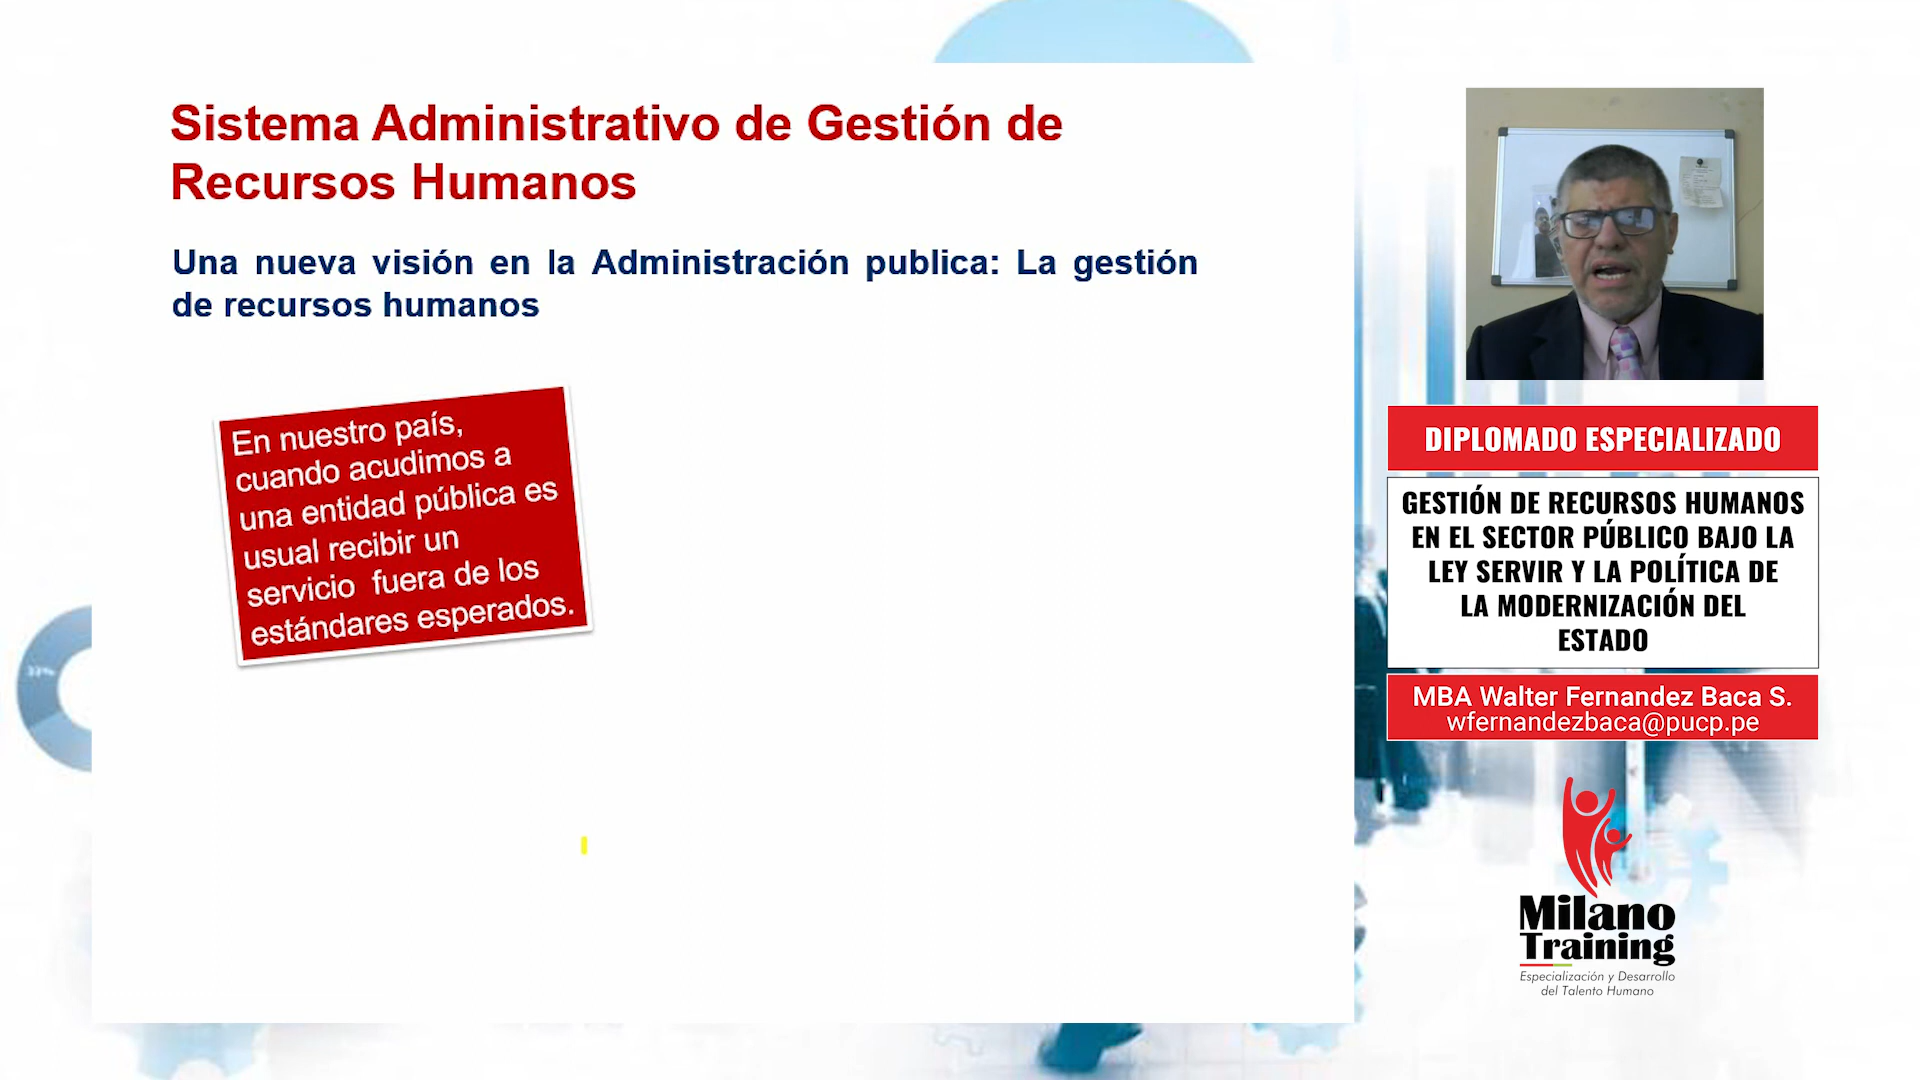 Sistema Administrativo de Gestión de
Recursos Humanos
Una nueva visión en la Administración publica: La gestión
de recursos humanos
En nuestro país,
cuando acudimos a
una entidad pública es
usual recibir un
servicio fuera de los
estándares esperados.
DIPLOMADO ESPECIALIZADO
GESTIÓN DE RECURSOS HUMANOS
EN EL SECTOR PÚBLICO BAJO LA
LEY SERVIR Y LA POLÍTICA DE
LA MODERNIZACIÓN DEL
ESTADO
MBA Walter Fernandez Baca S.
wfernandezbaca@pucp.pe
Milano
Training
Especialización y Desarrollo
del Talento Humano